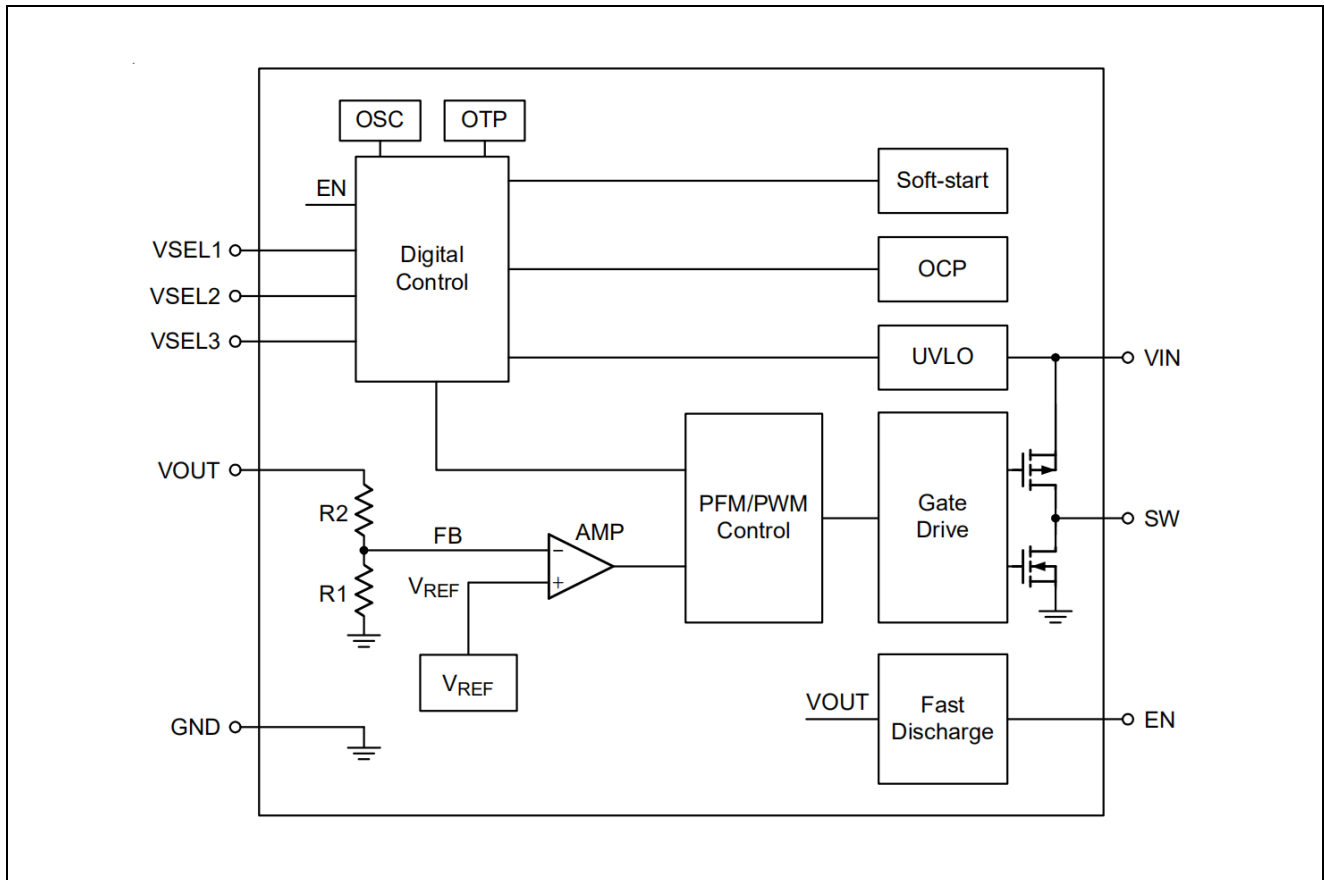 OSC
OTP
Soft-start
EN
VSEL1
Digital
Control
OCP
VSEL2
VSEL3
UVLO
VIN
VOUT
R2
PFM/PWM
Control
Gate
Drive
SW
FB
AMP
−
+
R1
VREF
VREF
VOUT
Fast
Discharge
EN
GND